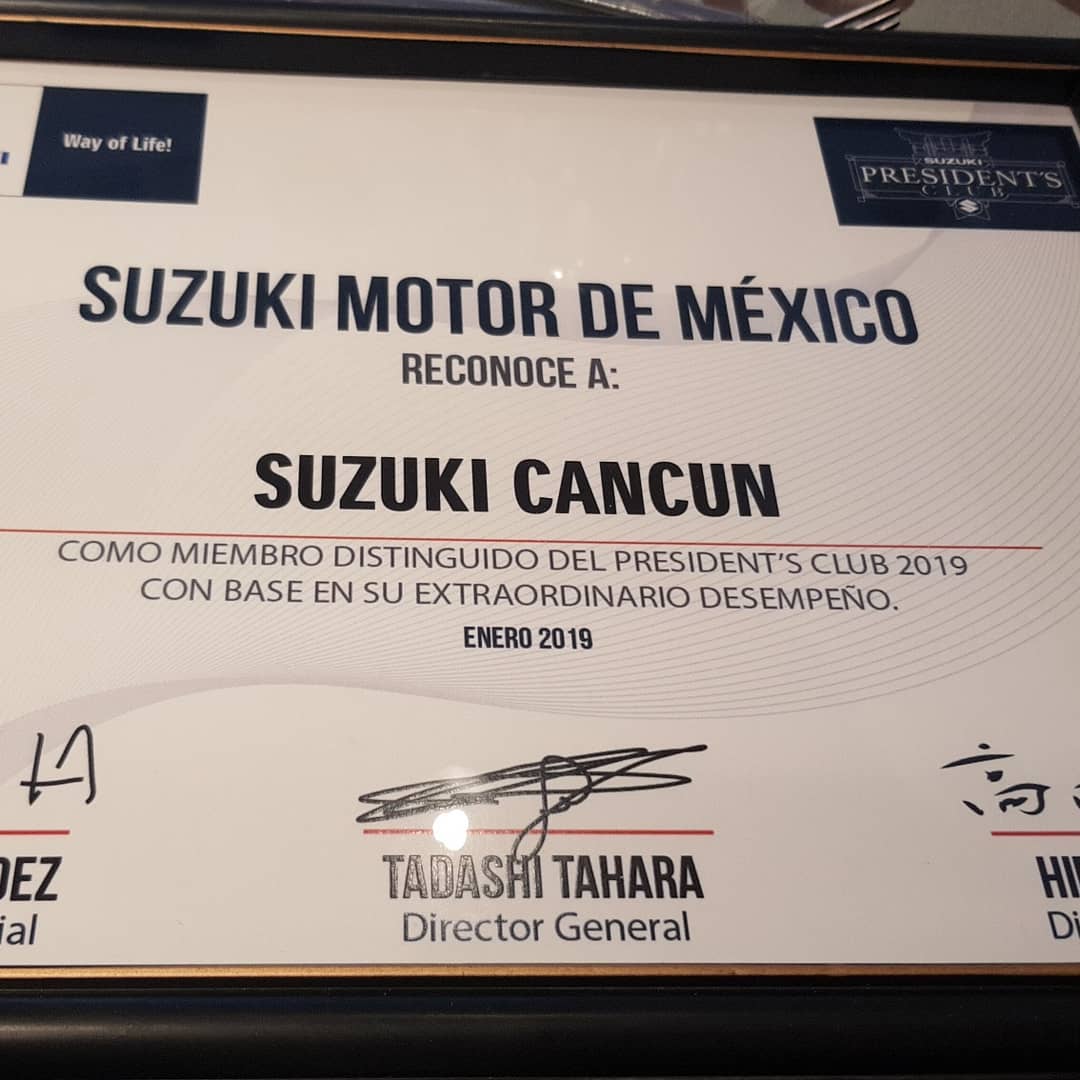 Way of Life!
SUZUKI
PRESIDENT'S
CLUB
SUZUKI MOTOR DE MÉXICO
RECONOCE A:
SUZUKI CANCUN
COMO MIEMBRO DISTINGUIDO DEL PRESIDENT'S CLUB 2019
CON BASE EN SU EXTRAORDINARIO DESEMPEÑO.
ENERO 2019
TADASHI TAHARA
Director General